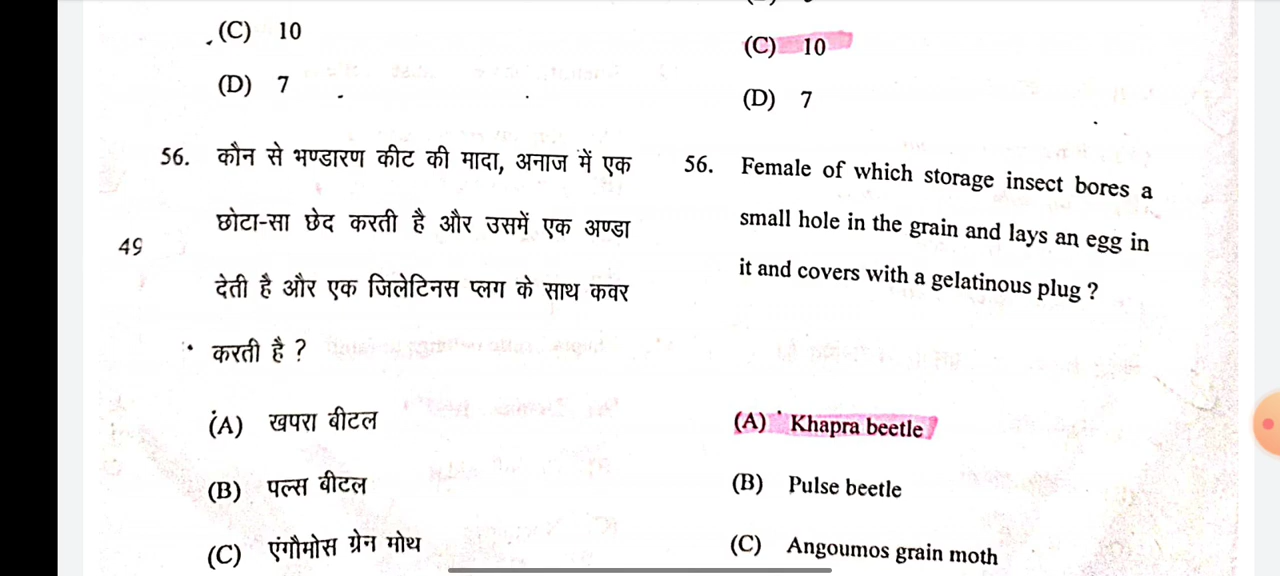 (C) 10
(D) 7
56. कौन से भण्डारण कीट की मादा, अनाज में एक
छोटा-सा छेद करती है और उसमें एक अण्डा
देती है और एक जिलेटिनस प्लग के साथ कवर
करती है ?
(A) खपरा बीटल
(B) पल्स बीटल
(C) एंगौमोस ग्रेन मोथ
49
(C) 10
(D) 7
56. Female of which storage insect bores a
small hole in the grain and lays an egg in
it and covers with a gelatinous plug ?
(A) Khapra beetle
(B) Pulse beetle
(C) Angoumos grain moth